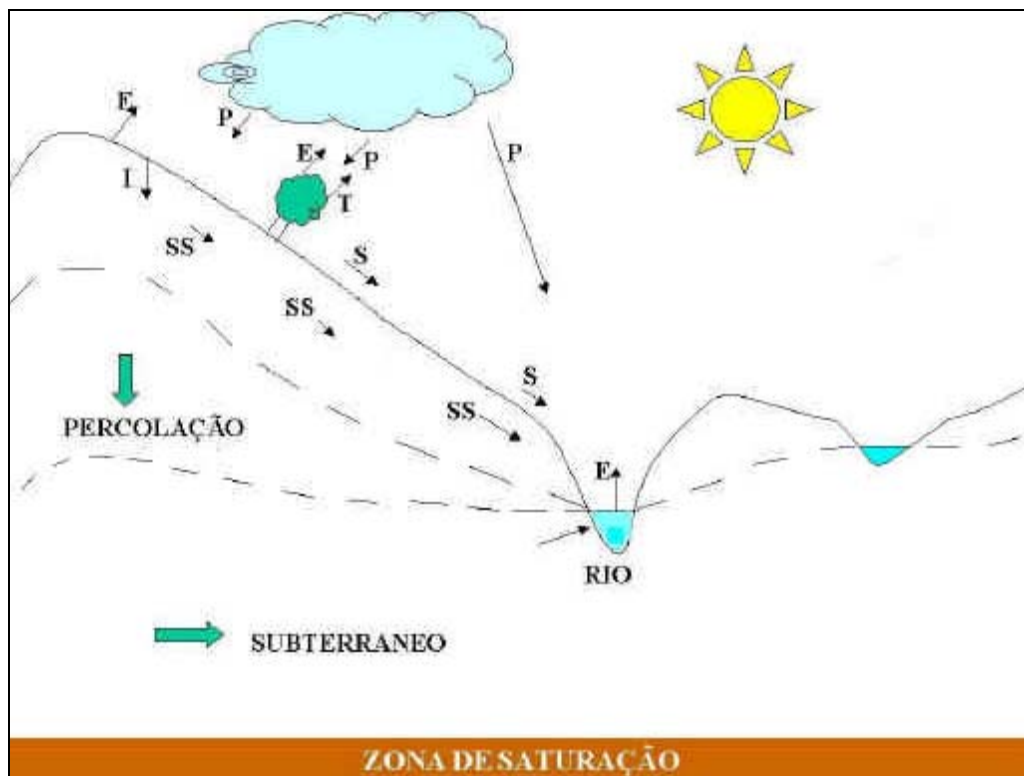 E
P
P
E
P
I
T
SS
S
SS
S
PERCOLAÇÃO
SS
E
RIO
SUBTERRANEO
ZONA DE SATURAÇÃO